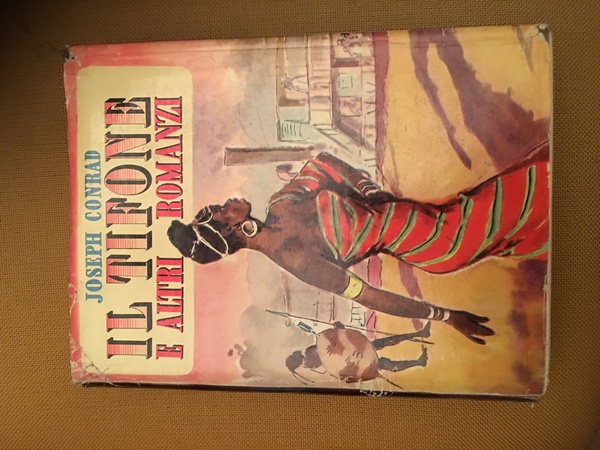 JOSEPH CONRAD
IL TIFONE
E ALTRI ROMANZI